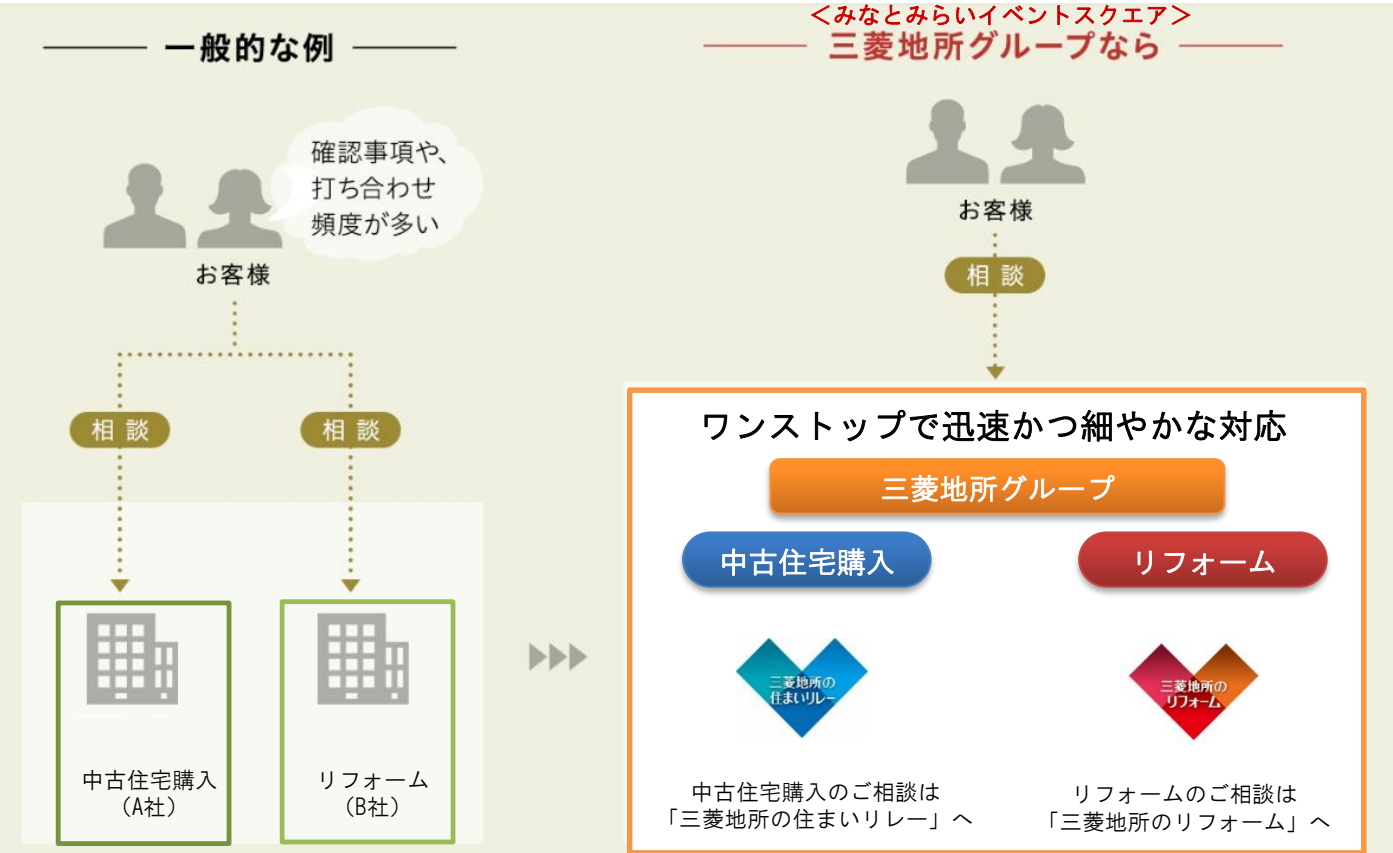 一般的な例
確認事項や、
打ち合わせ
頻度が多い
お客様
相談
相談
中古住宅購入
（A社）
リフォーム
（B社）
＜みなとみらいイベントスクエア＞
三菱地所グループなら
お客様
相談
ワンストップで迅速かつ細やかな対応
三菱地所グループ
中古住宅購入
リフォーム
三菱地所の
住まいリレー
三菱地所の
リフォーム
中古住宅購入のご相談は
「三菱地所の住まいリレー」へ
リフォームのご相談は
「三菱地所のリフォーム」へ